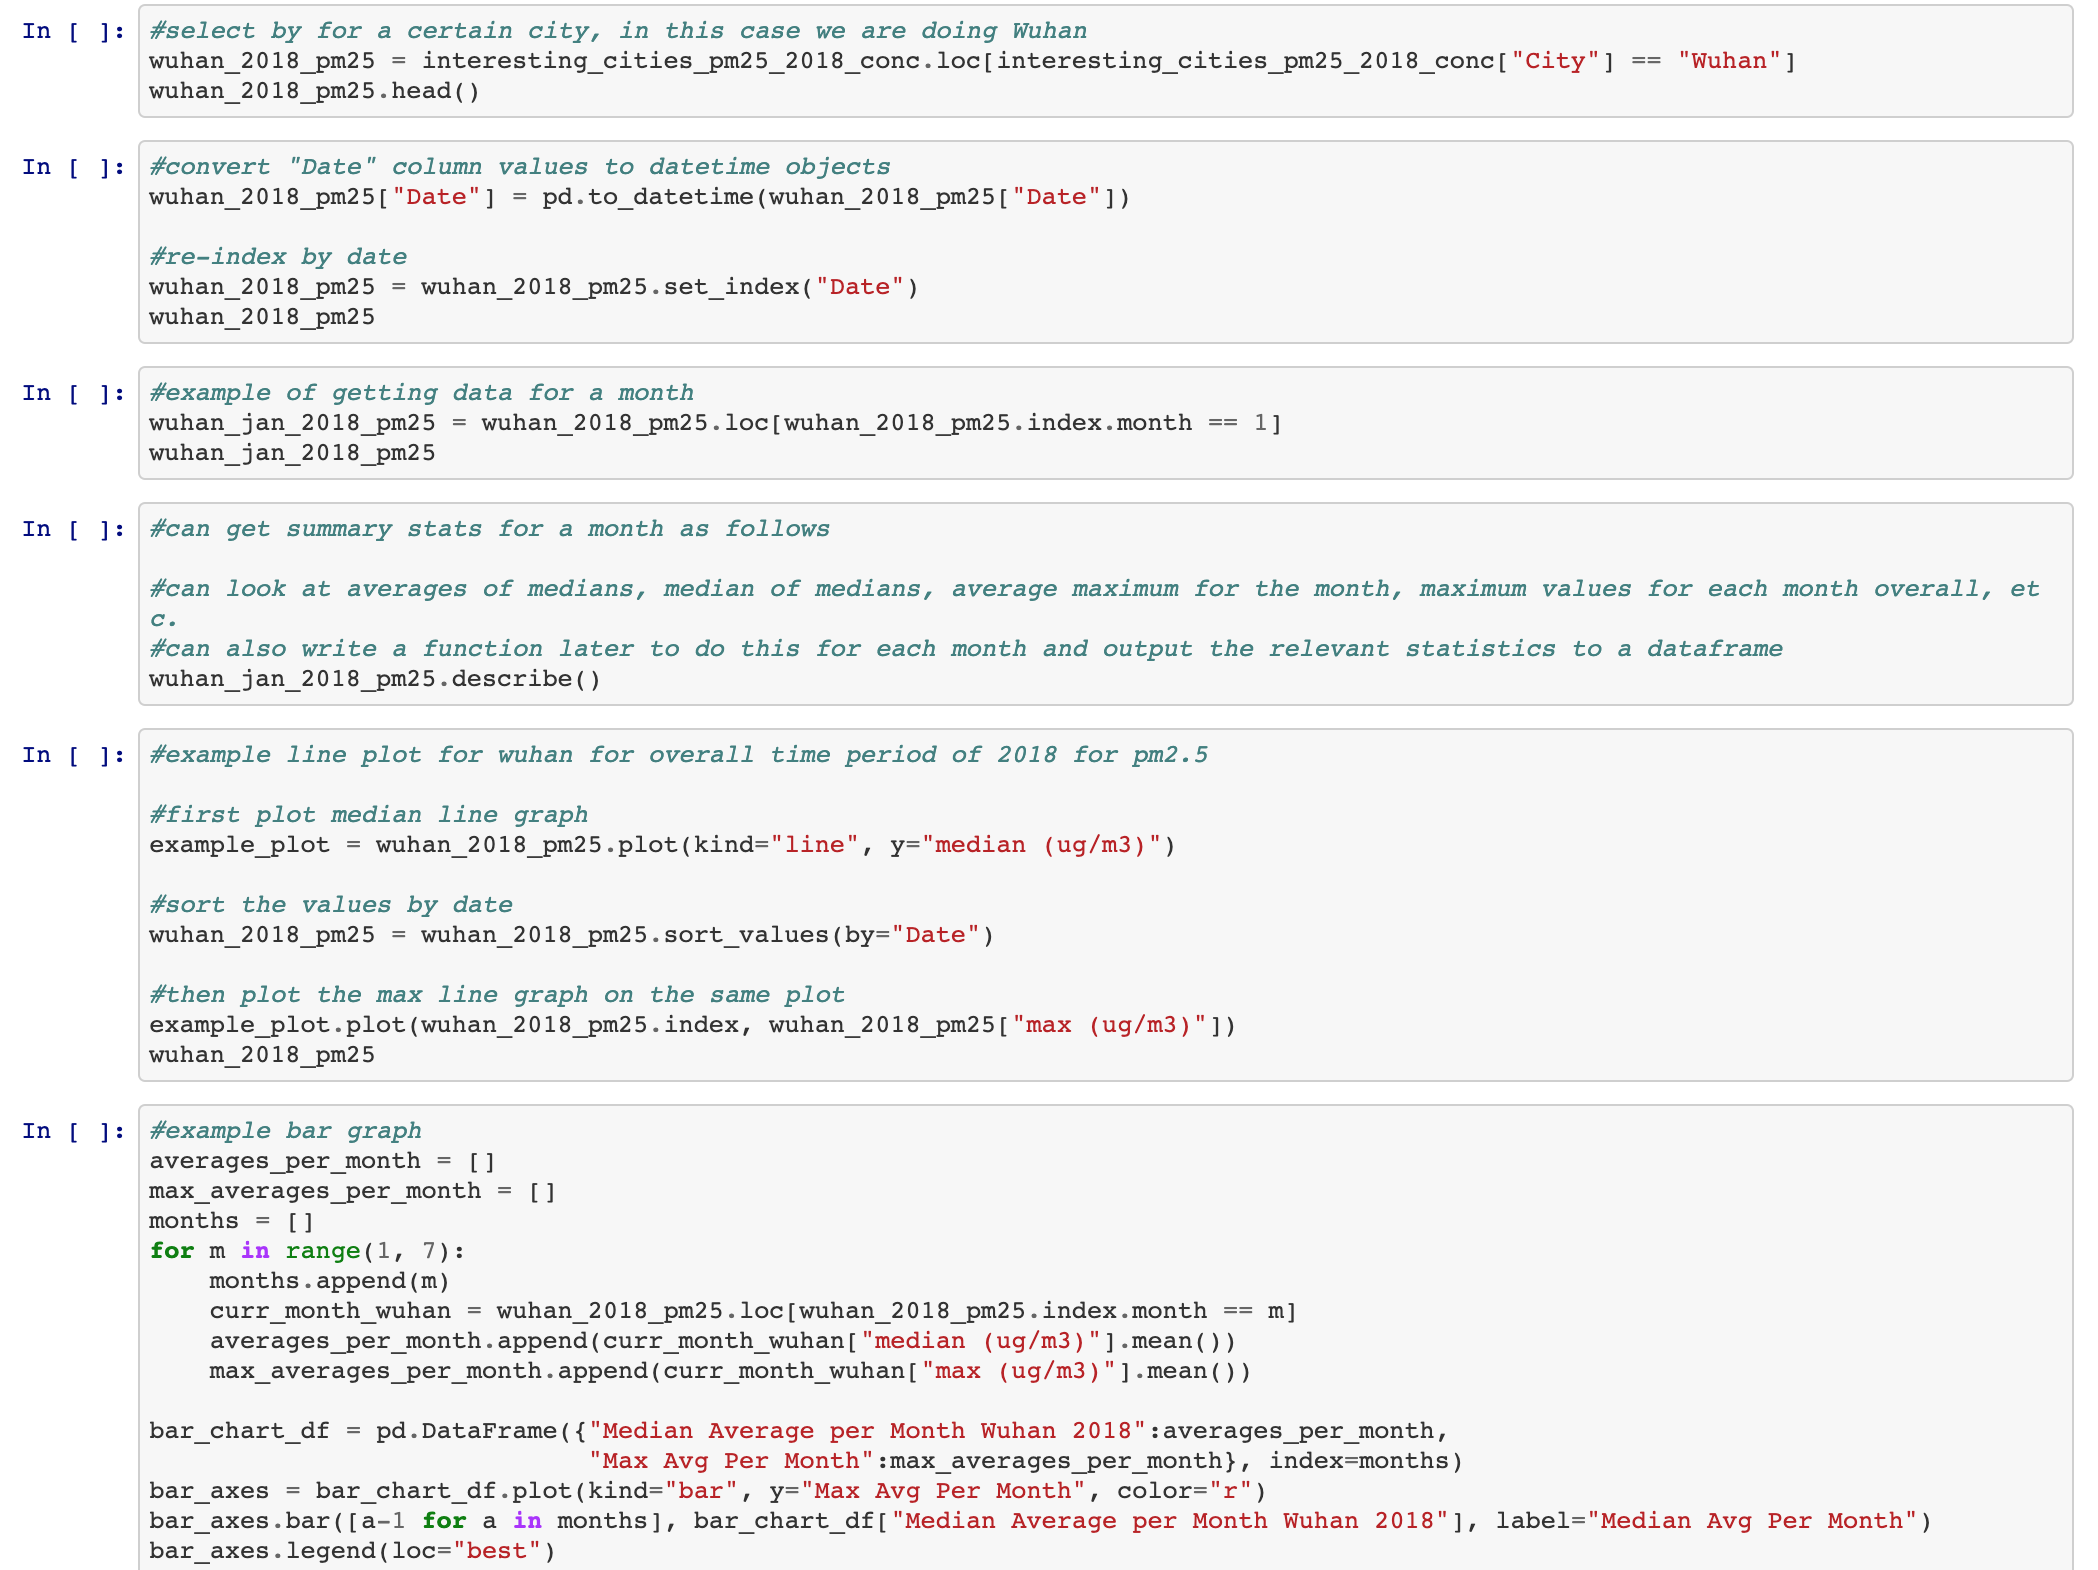 In [ ]: #select by for a certain city, in this case we are doing Wuhan
wuhan_2018_pm25 = interesting_cities_pm25_2018_conc.loc[interesting_cities_pm25_2018_conc["City"] == "Wuhan"]
wuhan_2018_pm25.head()
In [ ]: #convert "Date" column values to datetime objects
wuhan_2018_pm25["Date"] = pd.to_datetime(wuhan_2018_pm25["Date"])
#re-index by date
wuhan_2018_pm25 = wuhan_2018_pm25.set_index("Date")
wuhan_2018_pm25
In [ ]: #example of getting data for a month
wuhan_jan_2018_pm25 = wuhan_2018_pm25.loc[wuhan_2018_pm25.index.month == 1]
wuhan_jan_2018_pm25
In [ ]: #can get summary stats for a month as follows
#can look at averages of medians, median of medians, average maximum for the month, maximum values for each month overall, et
c.
#can also write a function later to do this for each month and output the relevant statistics to a dataframe
wuhan_jan_2018_pm25.describe()
In [ ]: #example line plot for wuhan for overall time period of 2018 for pm2.5
#first plot median line graph
example_plot = wuhan_2018_pm25.plot(kind="line", y="median (ug/m3)")
#sort the values by date
wuhan_2018_pm25 = wuhan_2018_pm25.sort_values(by="Date")
#then plot the max line graph on the same plot
example_plot.plot(wuhan_2018_pm25.index, wuhan_2018_pm25["max (ug/m3)"])
wuhan_2018_pm25
In [ ]: #example bar graph
averages_per_month = []
max_averages_per_month = []
months = []
for m in range(1, 7):
    months.append(m)
    curr_month_wuhan = wuhan_2018_pm25.loc[wuhan_2018_pm25.index.month == m]
    averages_per_month.append(curr_month_wuhan["median (ug/m3)"].mean())
    max_averages_per_month.append(curr_month_wuhan["max (ug/m3)"].mean())
bar_chart_df = pd.DataFrame({"Median Average per Month Wuhan 2018":averages_per_month,
                             "Max Avg Per Month":max_averages_per_month}, index=months)
bar_axes = bar_chart_df.plot(kind="bar", y="Max Avg Per Month", color="r")
bar_axes.bar([a-1 for a in months], bar_chart_df["Median Average per Month Wuhan 2018"], label="Median Avg Per Month")
bar_axes.legend(loc="best")